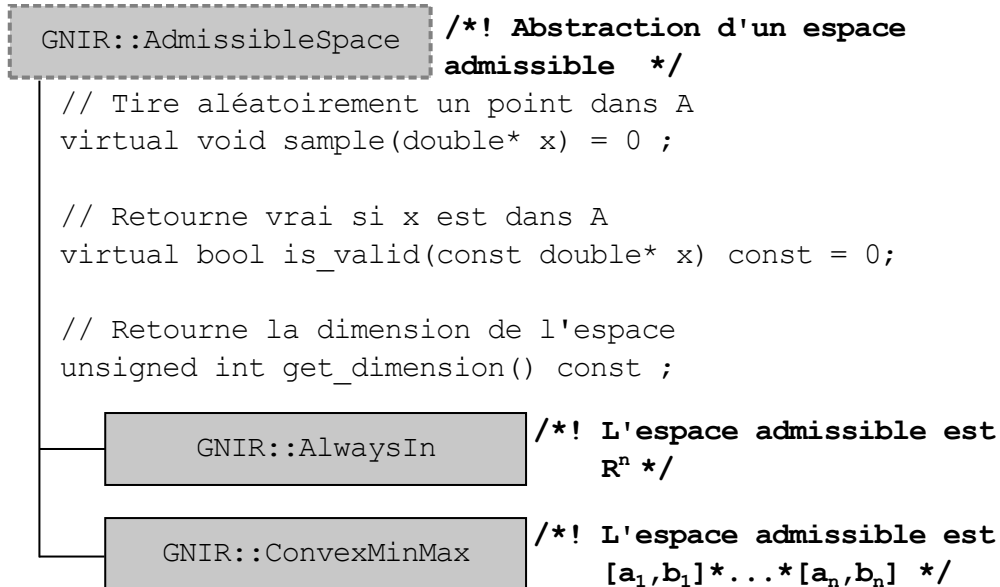 GNIR::AdmissibleSpace
/*! Abstraction d'un espace
admissible */
// Tire aléatoirement un point dans A
virtual void sample(double* x) = 0 ;
// Retourne vrai si x est dans A
virtual bool is_valid(const double* x) const = 0;
// Retourne la dimension de l'espace
unsigned int get_dimension() const ;
GNIR::AlwaysIn
/*! L'espace admissible est
Rⁿ */
GNIR::ConvexMinMax
/*! L'espace admissible est
[a₁,b₁]*...*[aₙ,bₙ] */